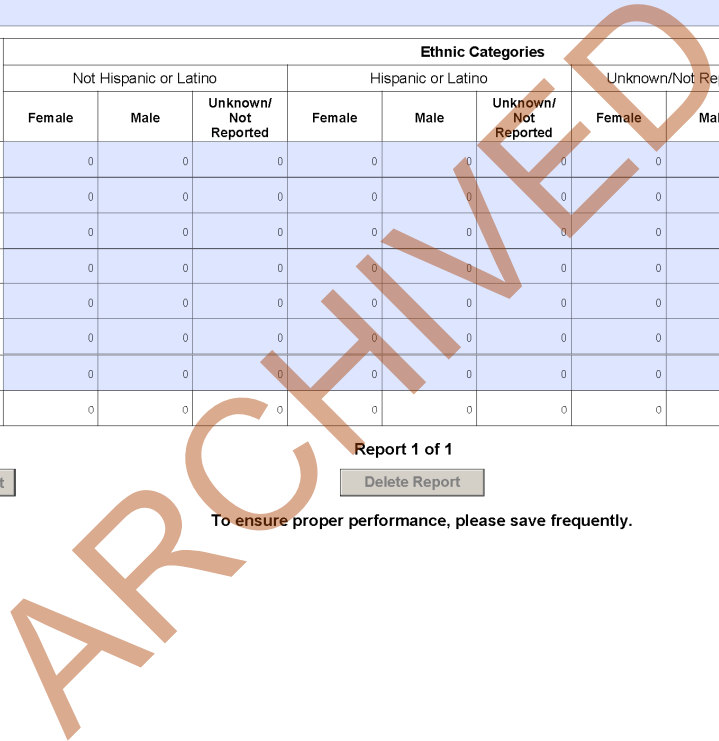 Ethnic Categories
Not Hispanic or Latino Hispanic or Latino Unknown/Not Rep
Female Male Unknown/ Not Reported Female Male Unknown/ Not Reported Female Mal
0 0 0 0 0 0 0
0 0 0 0 0 0 0
0 0 0 0 0 0 0
0 0 0 0 0 0 0
0 0 0 0 0 0 0
0 0 0 0 0 0 0
0 0 0 0 0 0 0
0 0 0 0 0 0 0
Report 1 of 1
t Delete Report
To ensure proper performance, please save frequently.
ARCHIVED